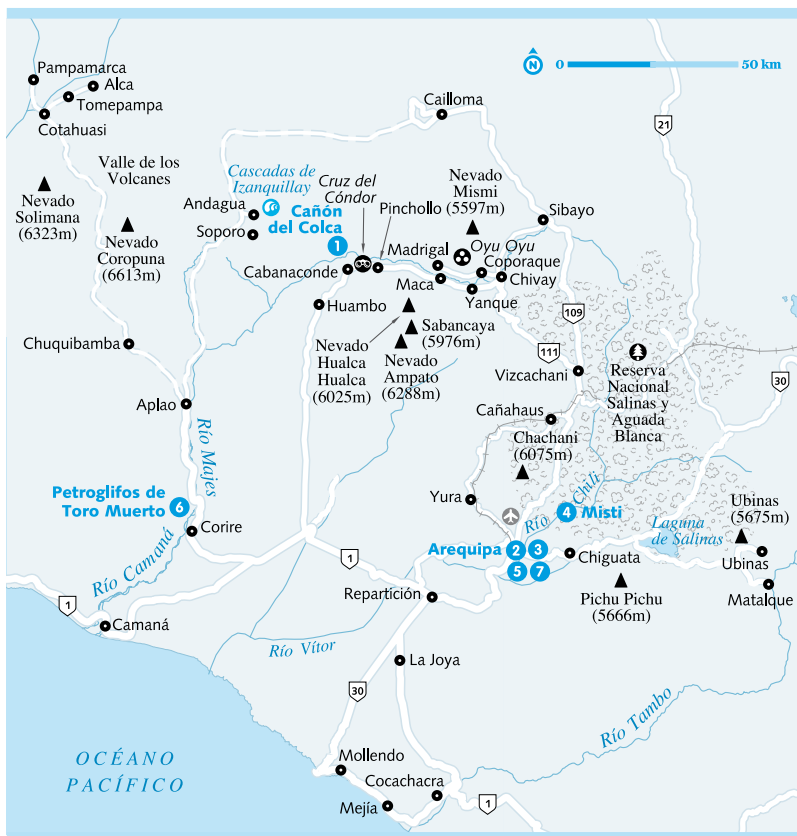 N
0
50 km
Pampamarca
Alca
Tomepampa
Cotahuasi
Cailloma
21
Valle de los
Volcanes
Cascadas de
Izanquillay
Cruz del
Cóndor
Nevado
Mismi
(5597m)
Nevado
Solimana
(6323m)
Andagua
Cañón
del Colca
Pinchollo
Sibayo
Nevado
Coropuna
(6613m)
Soporo
1
Madrigal
Oyu Oyu
Coporaque
Cabanaconde
Maca
Chivay
Yanque
Huambo
109
Sabancaya
(5976m)
Chuquibamba
Nevado
Hualca
Hualca
(6025m)
Nevado
Ampato
(6288m)
111
Vizcachani
Reserva
Nacional
Salinas y
Aguada
Blanca
30
Aplao
Cañahaus
Río Majes
Chachani
(6075m)
Petroglifos de
Toro Muerto
6
Yura
Río Chili
4
Misti
Ubinas
(5675m)
Corire
Laguna
de Salinas
Arequipa
2
3
5
7
Chiguata
Ubinas
Río Camaná
1
Repartición
Pichu Pichu
(5666m)
Matalque
1
Camaná
Río Vítor
La Joya
30
Río Tambo
OCÉANO
PACÍFICO
Mollendo
Cocachacra
Mejía
1